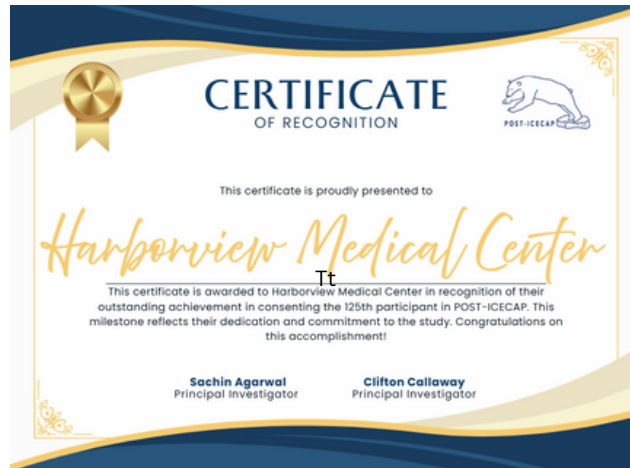 CERTIFICATE
OF RECOGNITION
POST-ICECAP
This certificate is proudly presented to
Harborview Medical Center
Tt
This certificate is awarded to Harborview Medical Center in recognition of their
outstanding achievement in consenting the 125th participant in POST-ICECAP. This
milestone reflects their dedication and commitment to the study. Congratulations on
this accomplishment!
Sachin Agarwal
Principal Investigator
Clifton Callaway
Principal Investigator